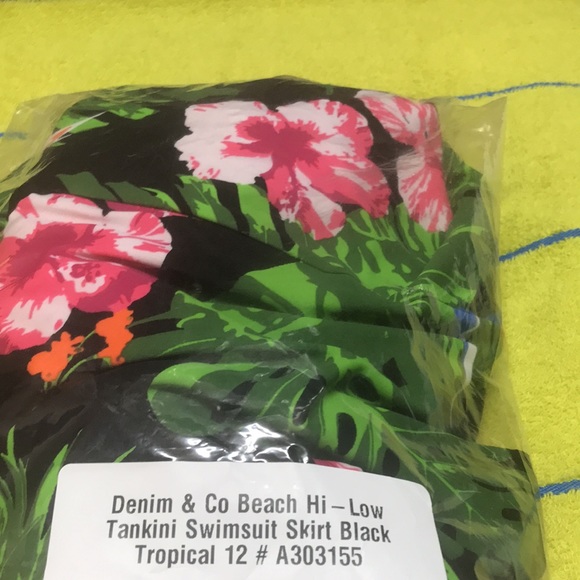 Denim & Co Beach Hi – Low
Tankini Swimsuit Skirt Black
Tropical 12 # A303155